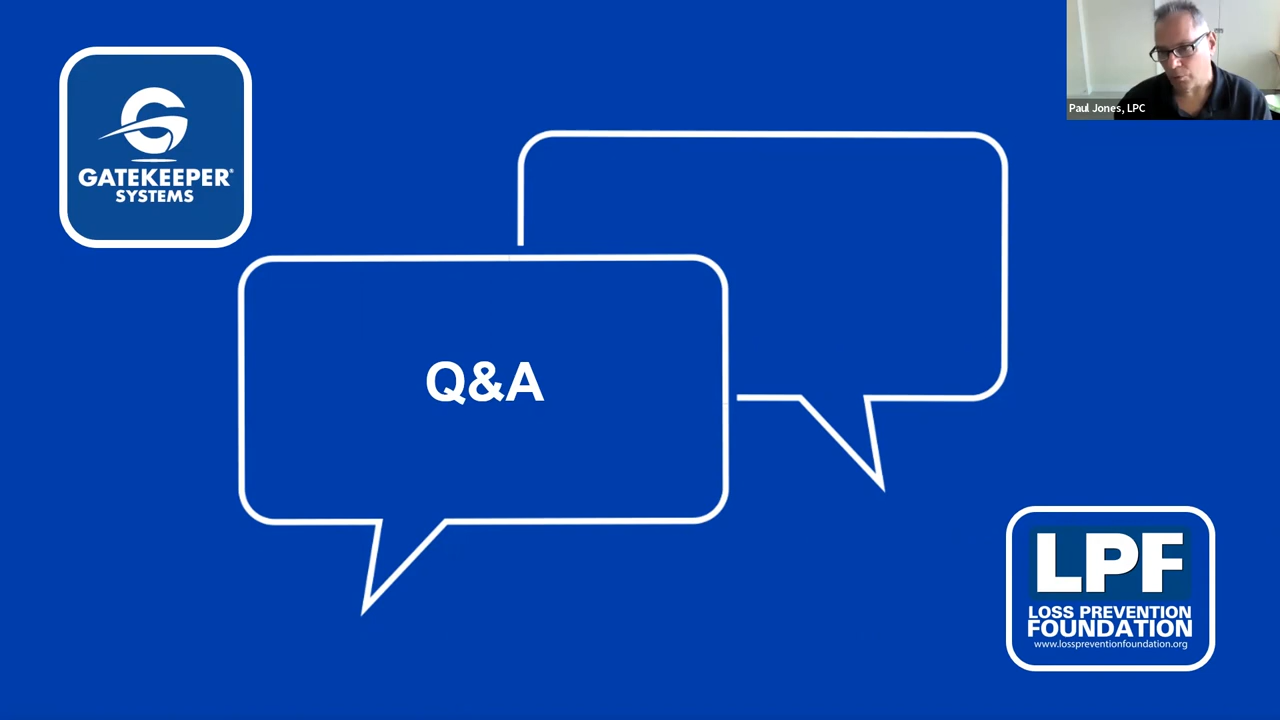 GATEKEEPER®
SYSTEMS
Paul Jones, LPC
Q&A
LPF
LOSS PREVENTION
FOUNDATION
www.losspreventionfoundation.org